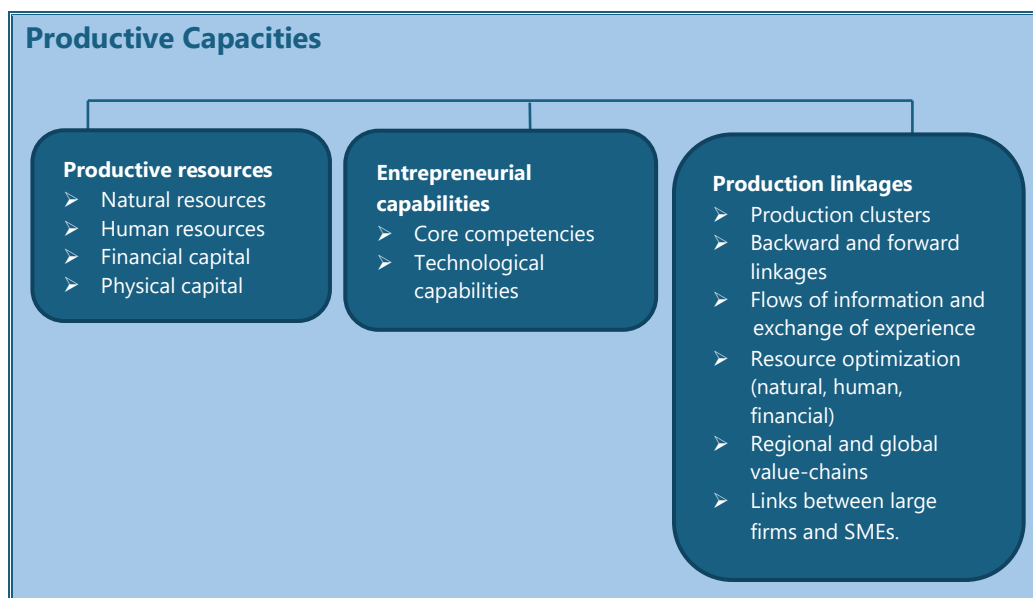 Productive Capacities
Productive resources
➢ Natural resources
➢ Human resources
➢ Financial capital
➢ Physical capital
Entrepreneurial
capabilities
➢ Core competencies
➢ Technological
capabilities
Production linkages
➢ Production clusters
➢ Backward and forward
linkages
➢ Flows of information and
exchange of experience
➢ Resource optimization
(natural, human,
financial)
➢ Regional and global
value-chains
➢ Links between large
firms and SMEs.